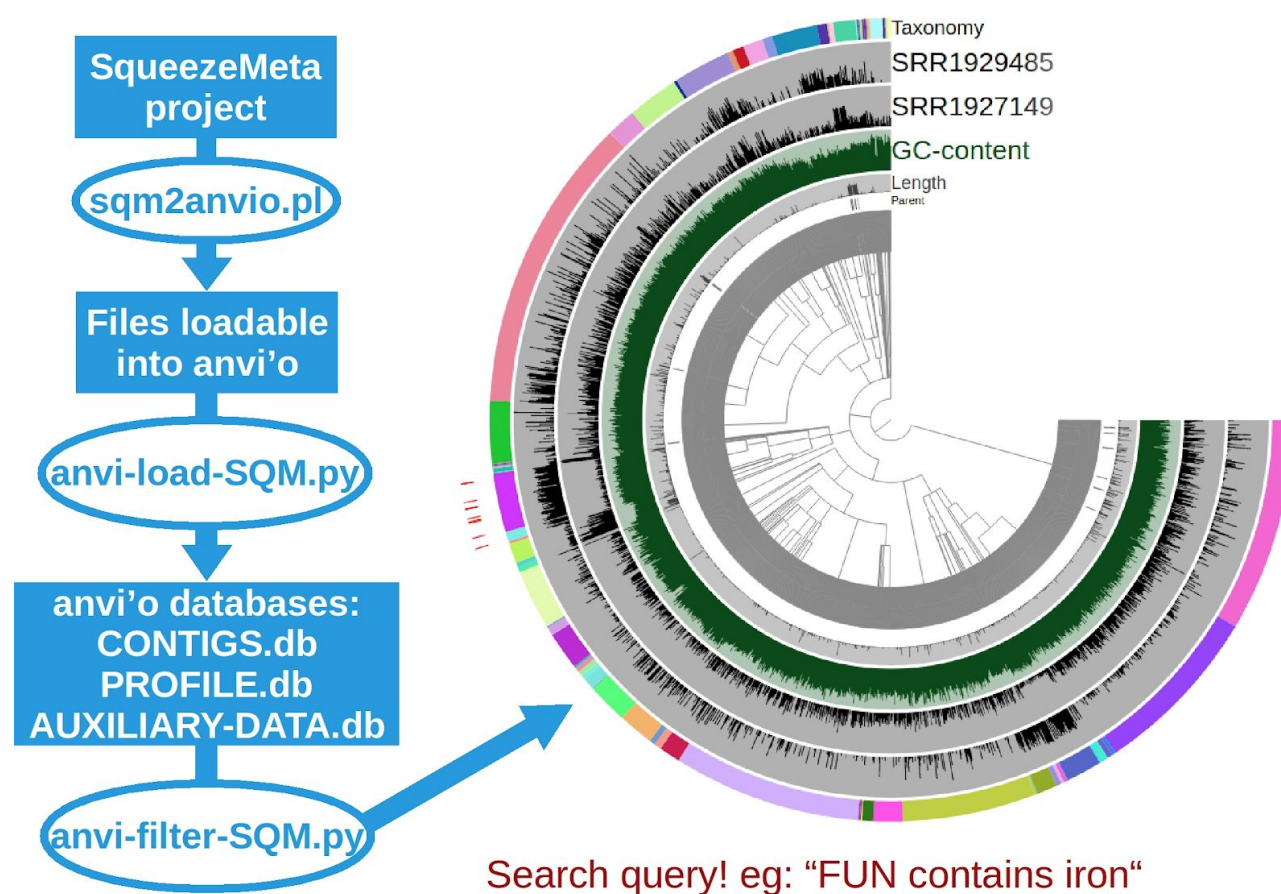 SqueezeMeta
project
sqm2anvio.pl
Files loadable
into anvi’o
anvi-load-SQM.py
anvi’o databases:
CONTIGS.db
PROFILE.db
AUXILIARY-DATA.db
anvi-filter-SQM.py
Taxonomy
SRR1929485
SRR1927149
GC-content
Length
Parent
Search query! eg: “FUN contains iron“